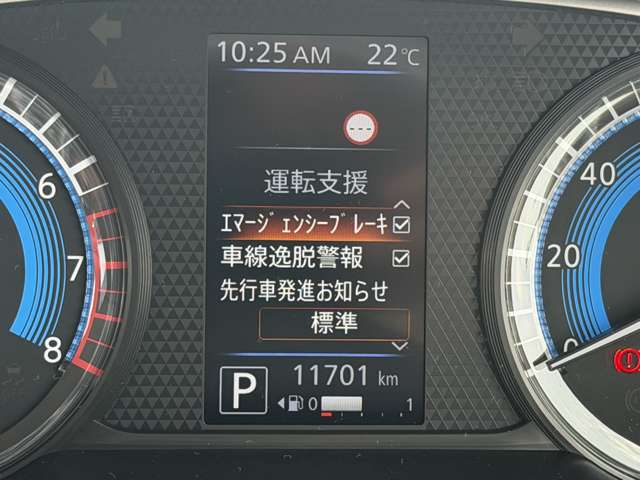 10:25 AM 22℃
---
運転支援
ｴﾏｰｼﾞｪﾝｼｰﾌﾞﾚｰｷ
車線逸脱警報
先行車発進お知らせ
標準
P 11701 km
0 1
6
7
8
40
20
0